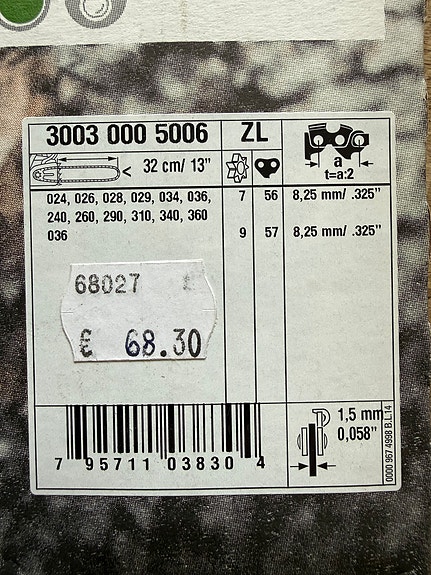 3003 000 5006 ZL
< 32 cm/ 13" a
t=a:2
024, 026, 028, 029, 034, 036, 7 56 8,25 mm/ .325"
240, 260, 290, 310, 340, 360
036 9 57 8,25 mm/ .325"
68027 £
€ 68.30
1,5 mm
0,058"
0000 967 4998 B.L14
7 95711 03830 4